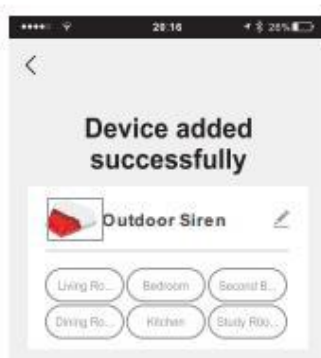 20:16
28%
Device added
successfully
Outdoor Siren
Living Ro...
Bedroom
Second B...
Dining Ro...
Kitchen
Study Roo...